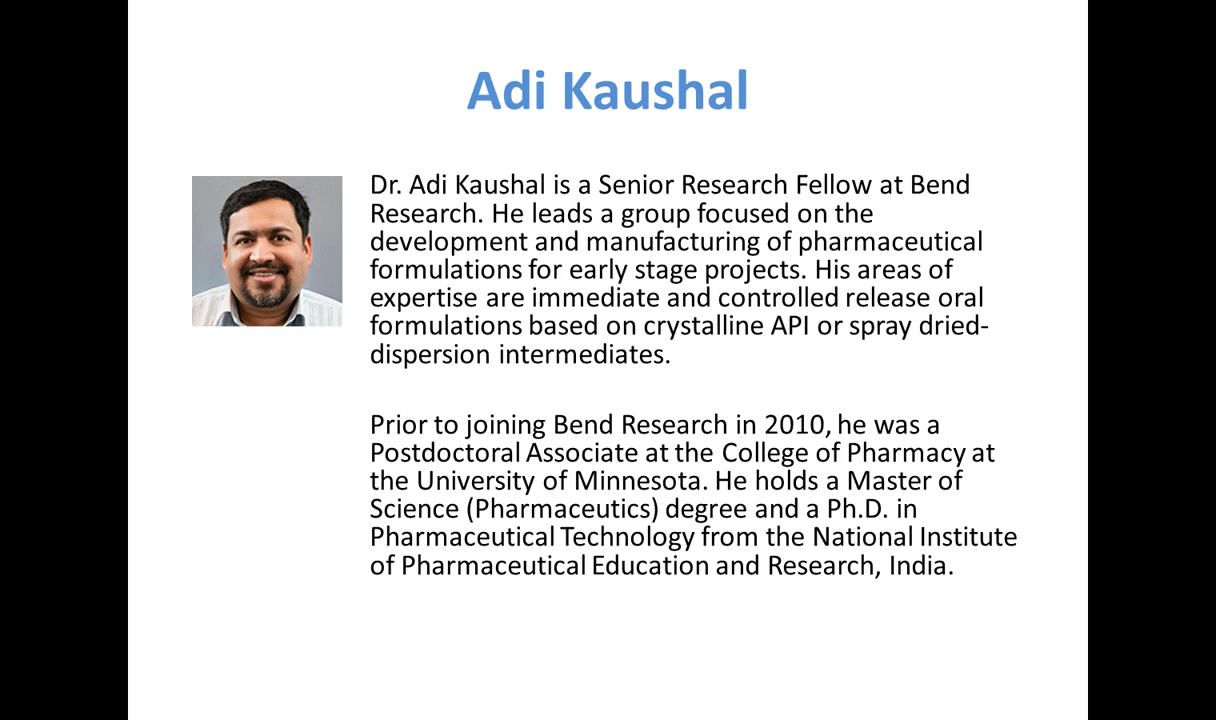 Adi Kaushal
Dr. Adi Kaushal is a Senior Research Fellow at Bend
Research. He leads a group focused on the
development and manufacturing of pharmaceutical
formulations for early stage projects. His areas of
expertise are immediate and controlled release oral
formulations based on crystalline API or spray dried-
dispersion intermediates.
Prior to joining Bend Research in 2010, he was a
Postdoctoral Associate at the College of Pharmacy at
the University of Minnesota. He holds a Master of
Science (Pharmaceutics) degree and a Ph.D. in
Pharmaceutical Technology from the National Institute
of Pharmaceutical Education and Research, India.